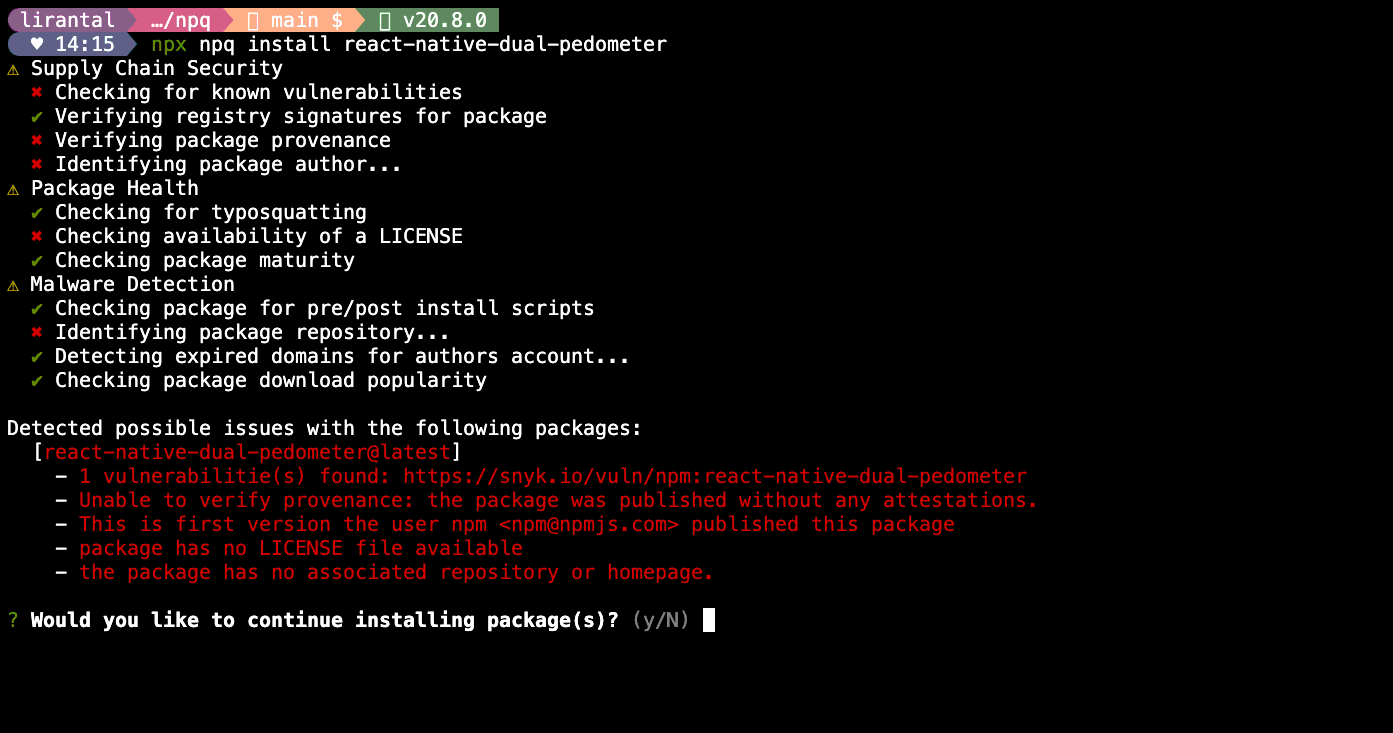 lirantal …/npq main $ v20.8.0
♥ 14:15 npx npq install react-native-dual-pedometer
⚠ Supply Chain Security
✖ Checking for known vulnerabilities
✔ Verifying registry signatures for package
✖ Verifying package provenance
✖ Identifying package author...
⚠ Package Health
✔ Checking for typosquatting
✖ Checking availability of a LICENSE
✔ Checking package maturity
⚠ Malware Detection
✔ Checking package for pre/post install scripts
✖ Identifying package repository...
✔ Detecting expired domains for authors account...
✔ Checking package download popularity
Detected possible issues with the following packages:
[react-native-dual-pedometer@latest]
- 1 vulnerabilitie(s) found: https://snyk.io/vuln/npm:react-native-dual-pedometer
- Unable to verify provenance: the package was published without any attestations.
- This is first version the user npm <npm@npmjs.com> published this package
- package has no LICENSE file available
- the package has no associated repository or homepage.
? Would you like to continue installing package(s)? (y/N)